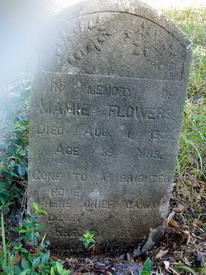 IN MEMORY OF
MAMIE FLOWERS
DIED AUG. 1, 19
AGE 39 YRS.
GONE TO A BRIGHTER
HOME,
WHERE GRIEF CANNOT
COME.